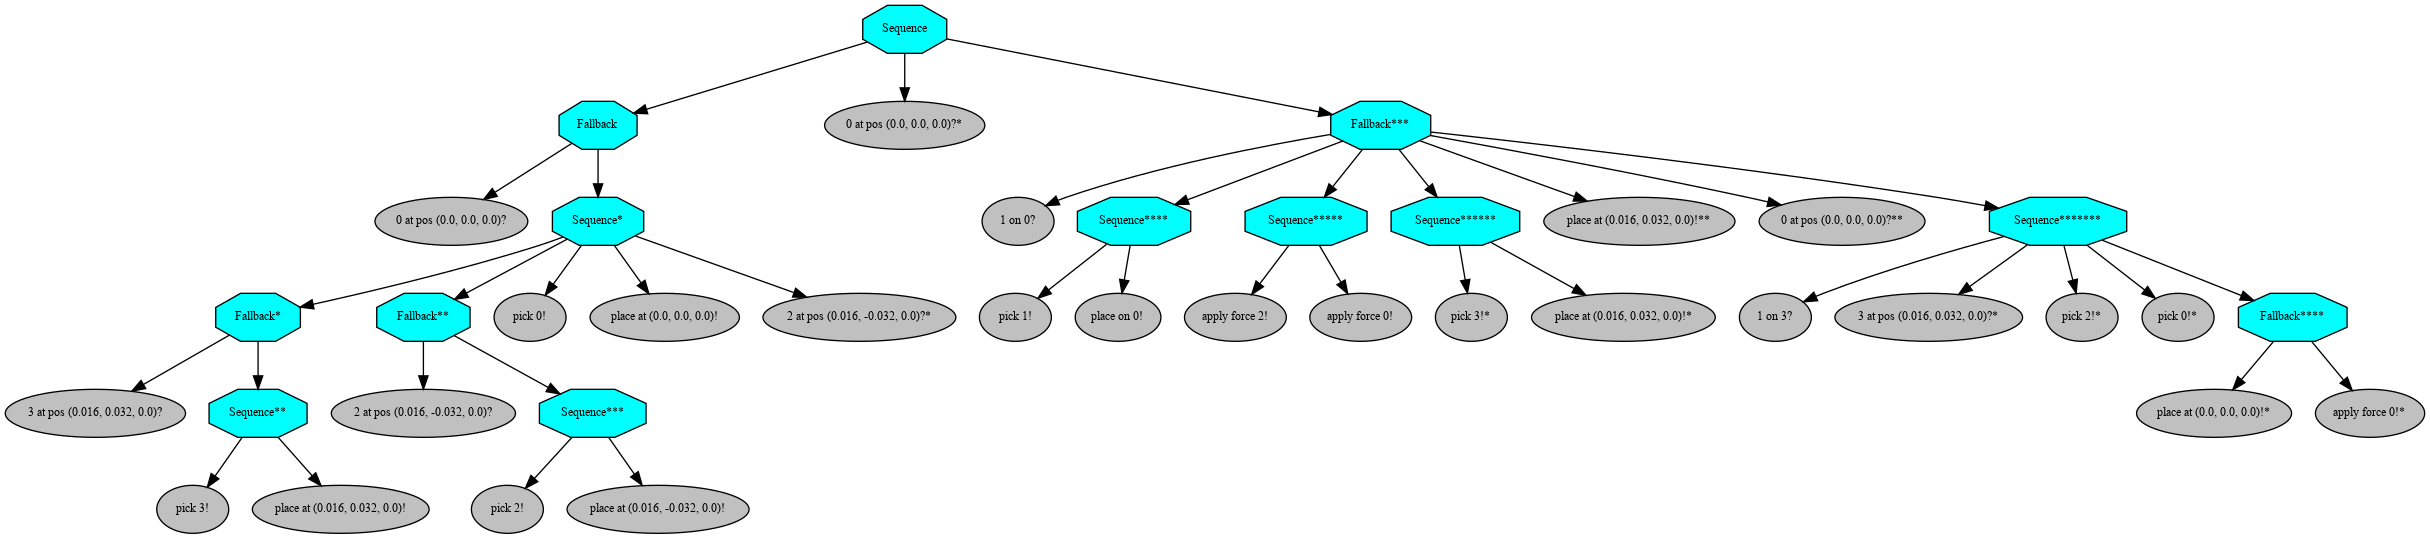 Sequence
Fallback
0 at pos (0.0, 0.0, 0.0)?*
Fallback***
0 at pos (0.0, 0.0, 0.0)?
Sequence*
1 on 0?
Sequence****
Sequence*****
Sequence******
place at (0.016, 0.032, 0.0)!**
0 at pos (0.0, 0.0, 0.0)?**
Sequence*******
Fallback*
Fallback**
pick 0!
place at (0.0, 0.0, 0.0)!
2 at pos (0.016, -0.032, 0.0)?*
pick 1!
place on 0!
apply force 2!
apply force 0!
pick 3!*
place at (0.016, 0.032, 0.0)!*
1 on 3?
3 at pos (0.016, 0.032, 0.0)?*
pick 2!*
pick 0!*
Fallback****
3 at pos (0.016, 0.032, 0.0)?
Sequence**
2 at pos (0.016, -0.032, 0.0)?
Sequence***
place at (0.0, 0.0, 0.0)!*
apply force 0!*
pick 3!
place at (0.016, 0.032, 0.0)!
pick 2!
place at (0.016, -0.032, 0.0)!